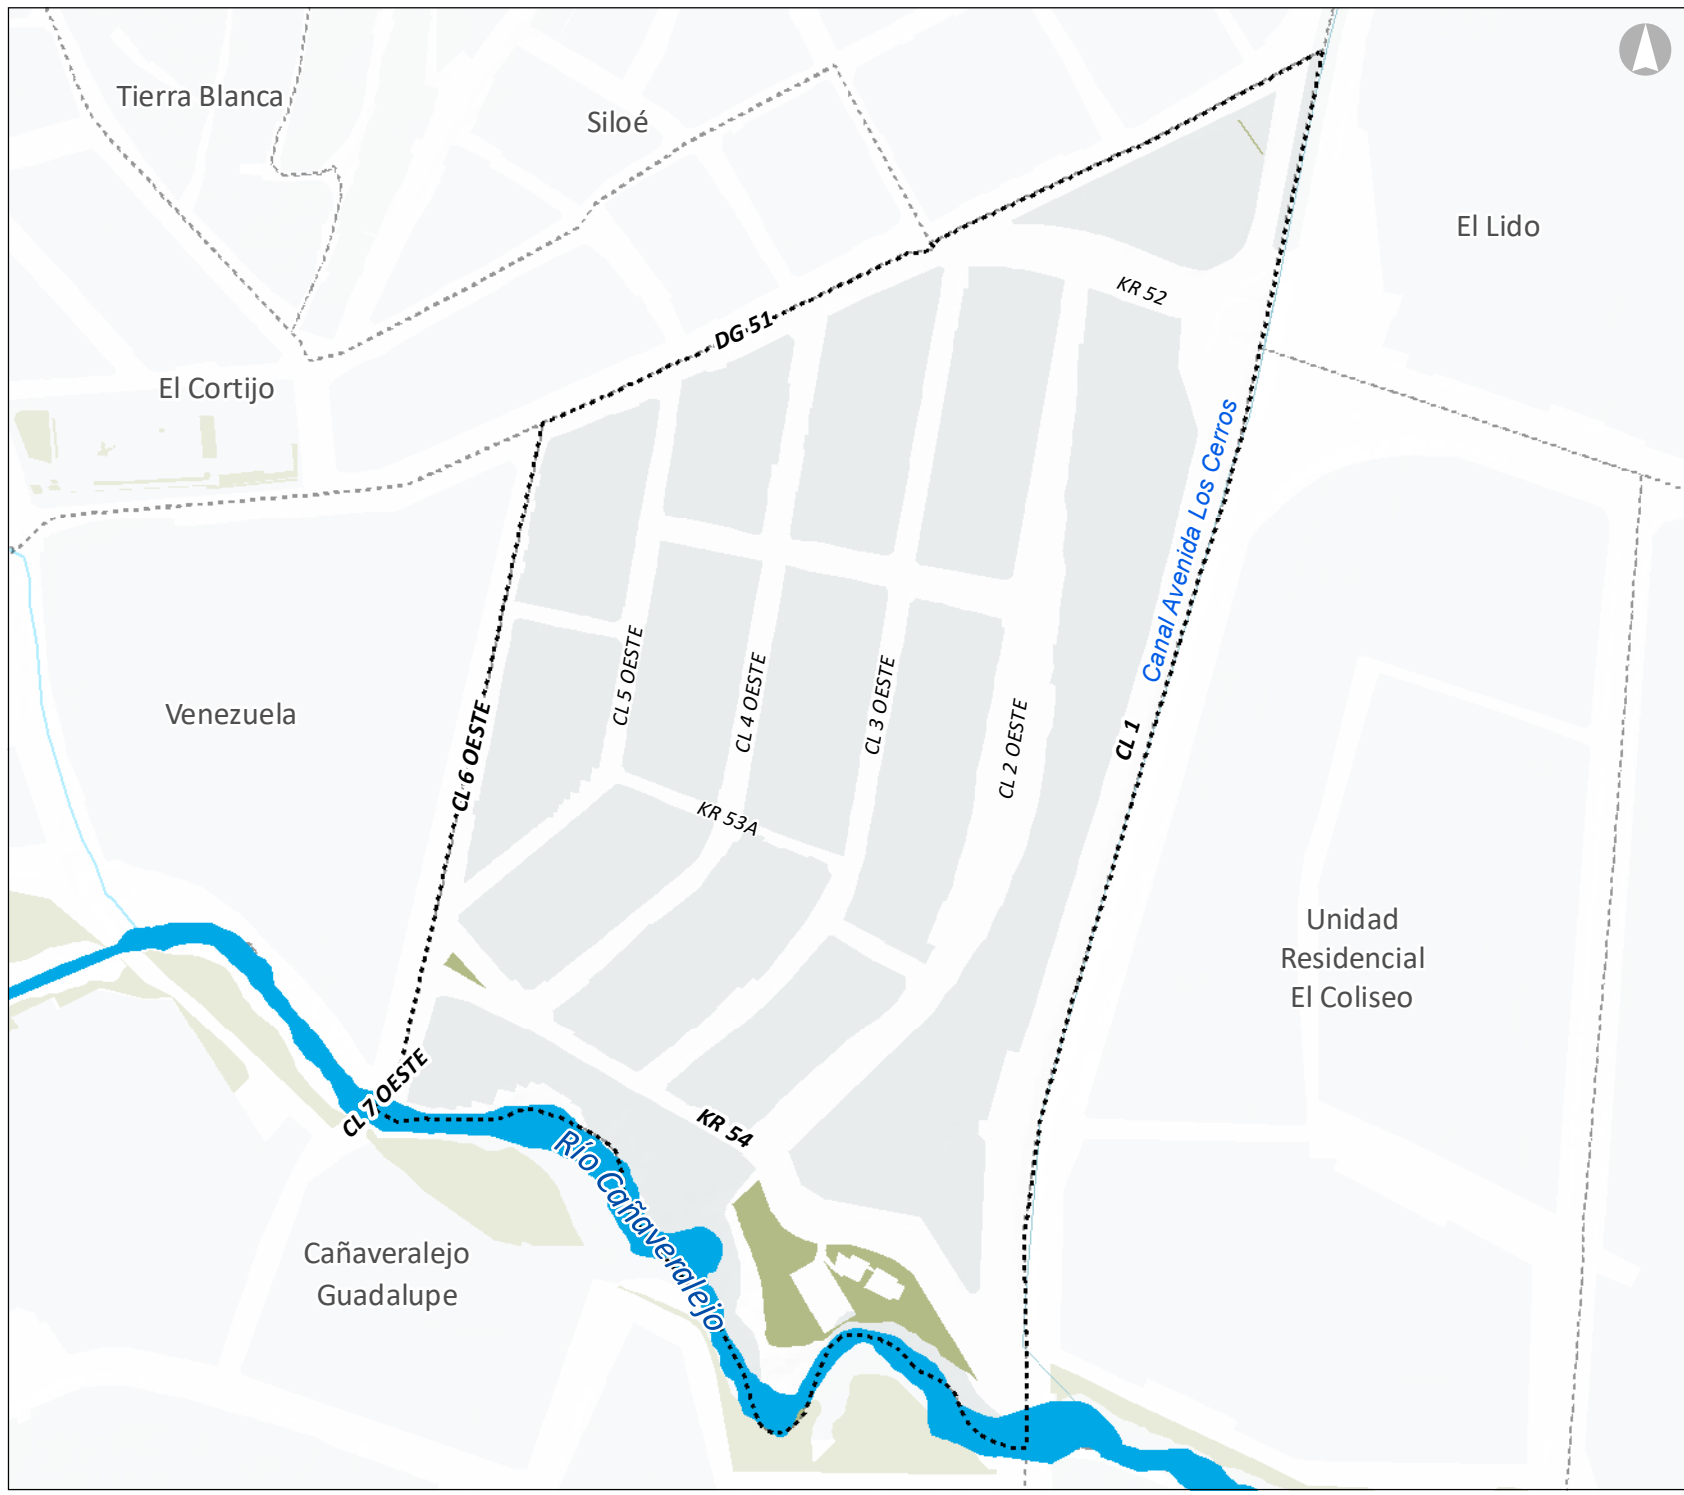 Tierra Blanca
Siloé
El Lido
KR 52
DG 51
El Cortijo
Canal Avenida Los Cerros
CL 5 OESTE
CL 4 OESTE
CL 3 OESTE
CL 2 OESTE
CL 1
Venezuela
CL 6 OESTE
KR 53A
Unidad
Residencial
El Coliseo
CL 7 OESTE
KR 54
Río Cañaveralejo
Cañaveralejo
Guadalupe